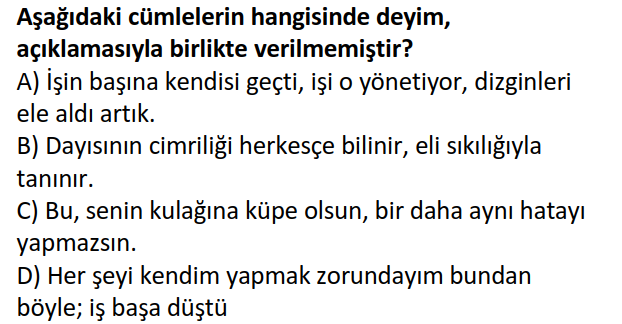 Aşağıdaki cümlelerin hangisinde deyim,
açıklamasıyla birlikte verilmemiştir?
A) İşin başına kendisi geçti, işi o yönetiyor, dizginleri
ele aldı artık.
B) Dayısının cimriliği herkesçe bilinir, eli sıkılığıyla
tanınır.
C) Bu, senin kulağına küpe olsun, bir daha aynı hatayı
yapmazsın.
D) Her şeyi kendim yapmak zorundayım bundan
böyle; iş başa düştü